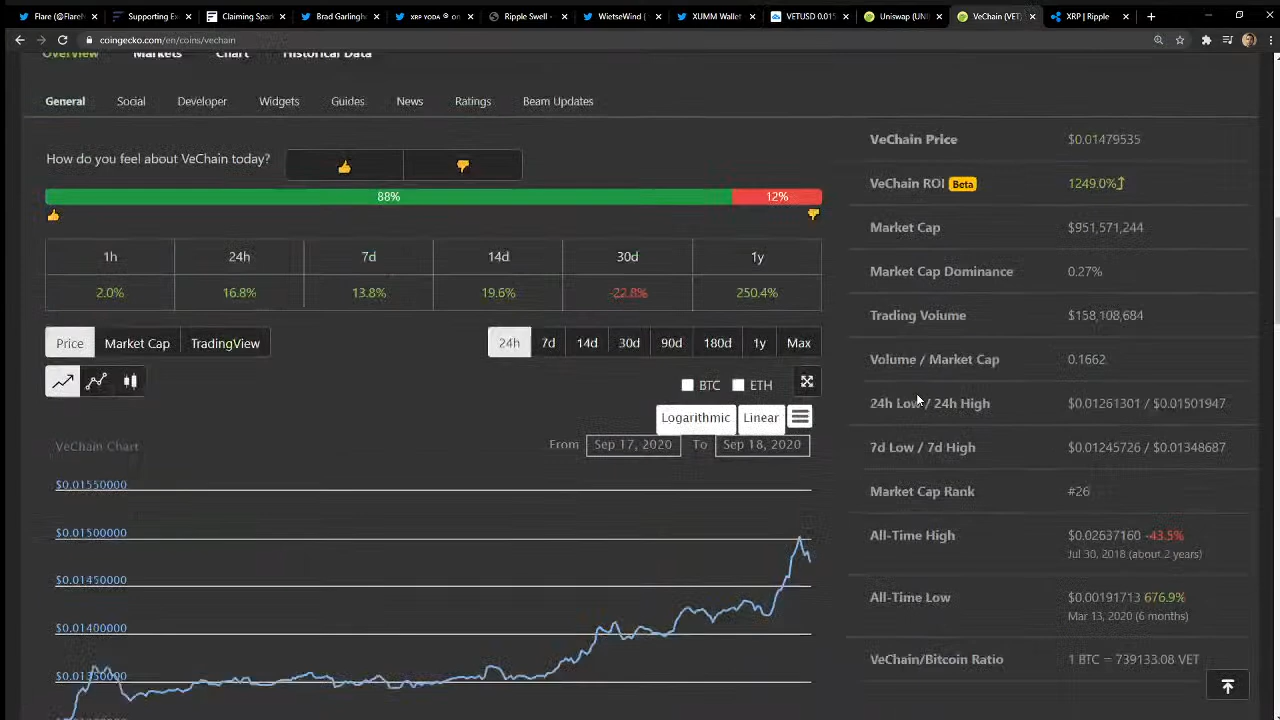 Flare (@FlareN
Supporting Ex
Claiming Spar
Brad Garlingh
XRP YODA ® on
Ripple Swell -
WietseWind (
XUMM Wallet
VETUSD 0.015
Uniswap (UNI
VeChain (VET)
XRP | Ripple
coingecko.com/en/coins/vechain
Overview Markets Chart Historical Data
General Social Developer Widgets Guides News Ratings Beam Updates
How do you feel about VeChain today?
88% 12%
1h 24h 7d 14d 30d 1y
2.0% 16.8% 13.8% 19.6% -22.8% 250.4%
Price Market Cap TradingView 24h 7d 14d 30d 90d 180d 1y Max
BTC ETH
Logarithmic Linear
VeChain Chart From Sep 17, 2020 To Sep 18, 2020
$0.01550000
$0.01500000
$0.01450000
$0.01400000
$0.01350000
VeChain Price $0.01479535
VeChain ROI Beta 1249.0%
Market Cap $951,571,244
Market Cap Dominance 0.27%
Trading Volume $158,108,684
Volume / Market Cap 0.1662
24h Low / 24h High $0.01261301 / $0.01501947
7d Low / 7d High $0.01245726 / $0.01348687
Market Cap Rank #26
All-Time High $0.02637160 -43.5%
Jul 30, 2018 (about 2 years)
All-Time Low $0.00191713 676.9%
Mar 13, 2020 (6 months)
VeChain/Bitcoin Ratio 1 BTC = 739133.08 VET